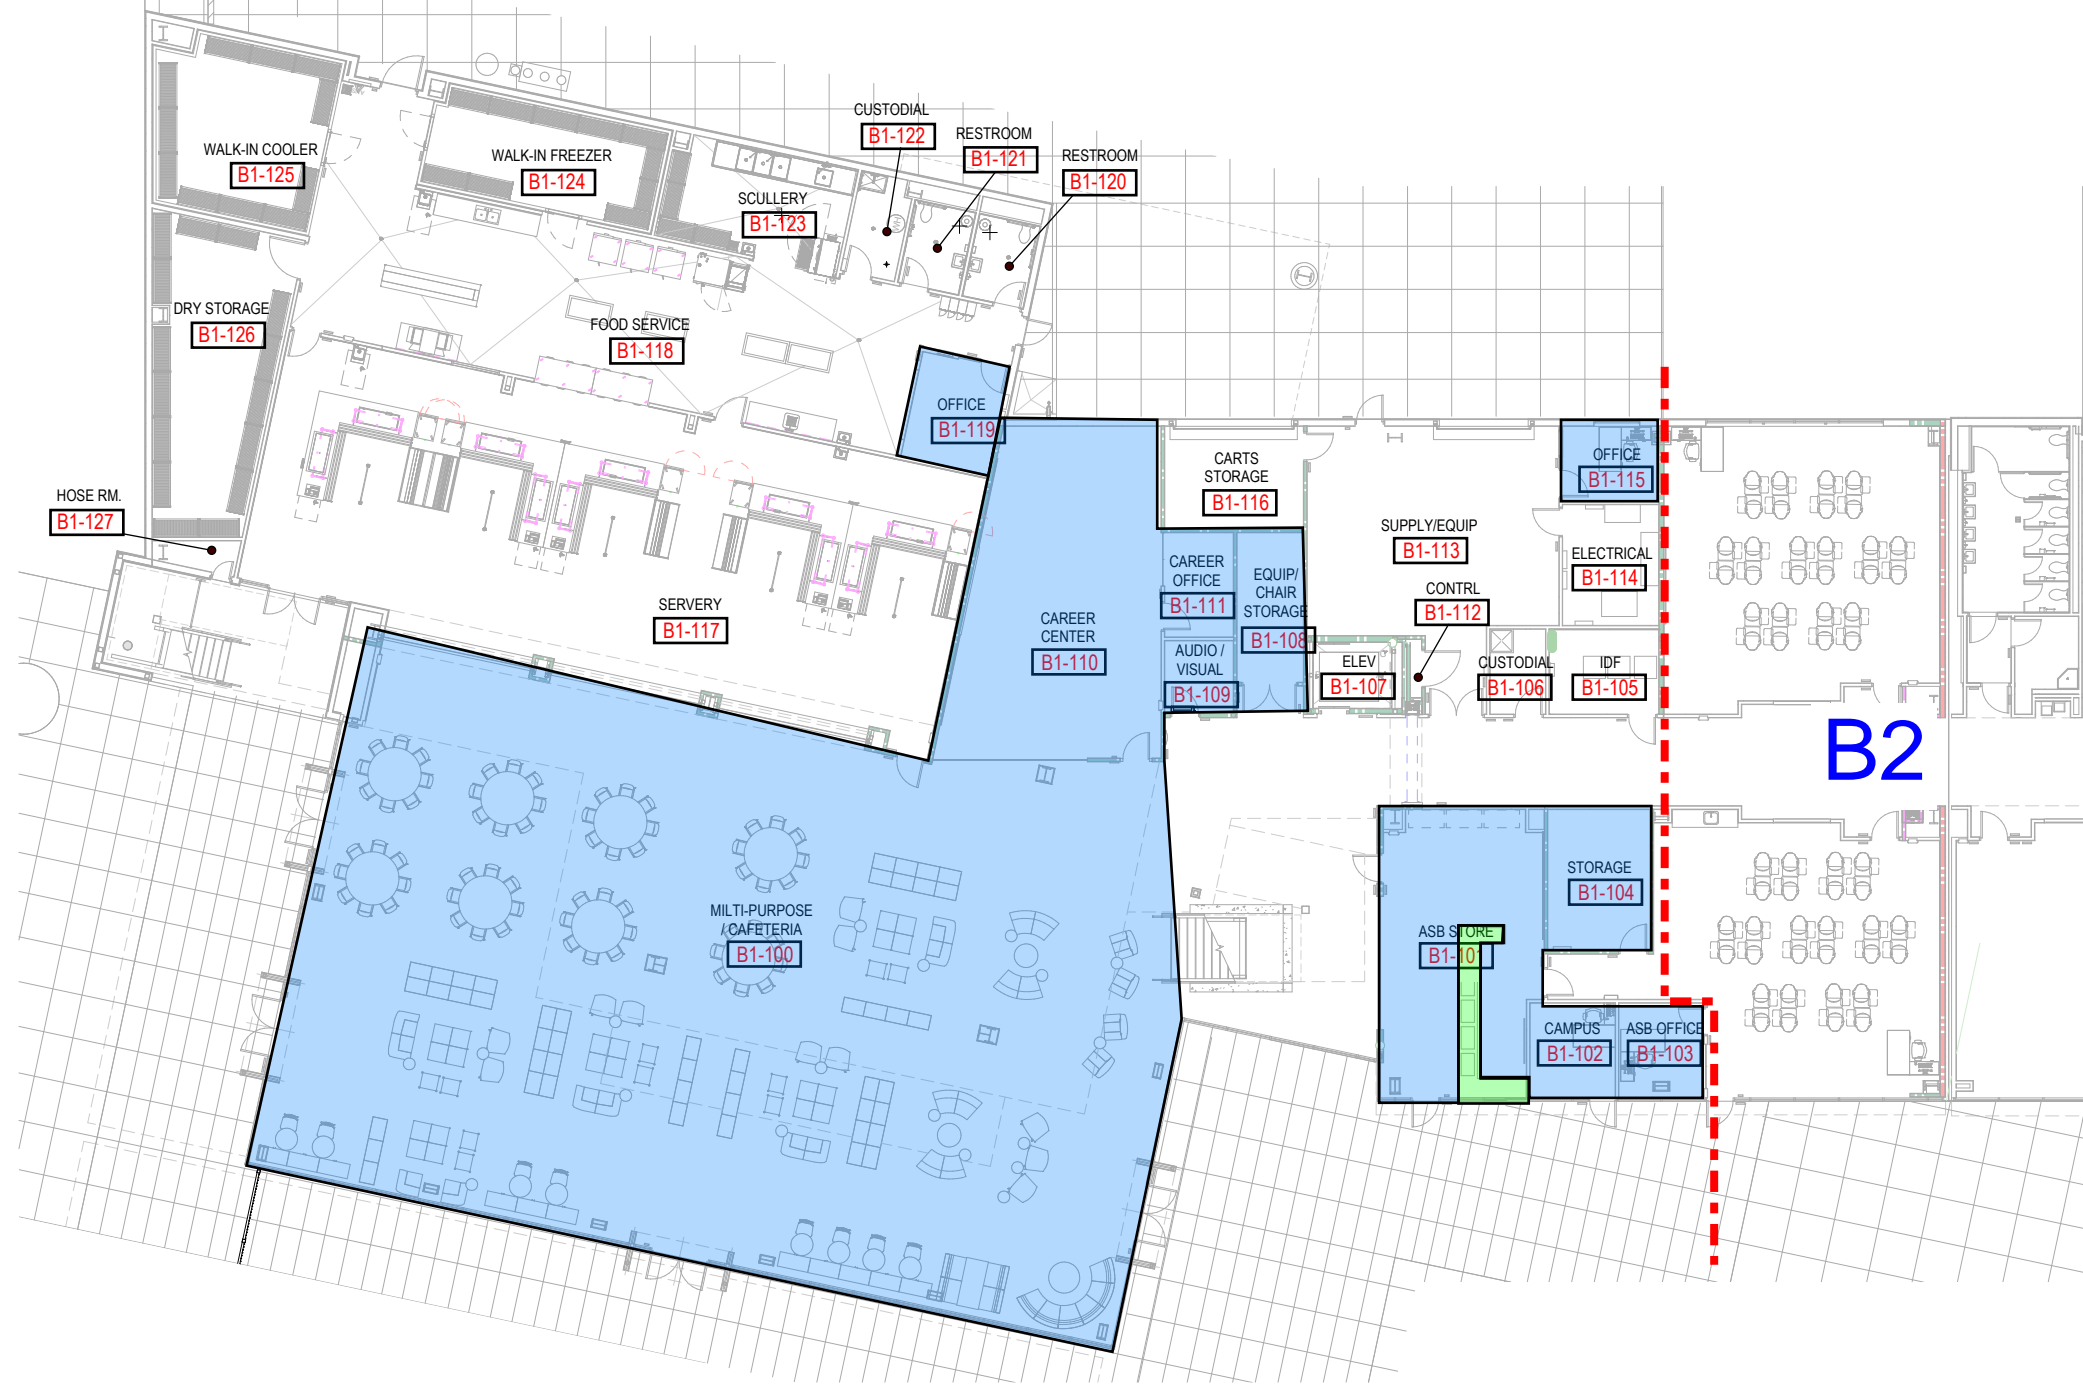 CUSTODIAL
B1-122
RESTROOM
B1-121
RESTROOM
B1-120
WALK-IN COOLER
B1-125
WALK-IN FREEZER
B1-124
SCULLERY
B1-123
DRY STORAGE
B1-126
FOOD SERVICE
B1-118
OFFICE
B1-119
CARTS
STORAGE
B1-116
OFFICE
B1-115
HOSE RM.
B1-127
SUPPLY/EQUIP
B1-113
ELECTRICAL
B1-114
CAREER
OFFICE
B1-111
EQUIP/
CHAIR
STORAGE
B1-108
CONTRL
B1-112
SERVERY
B1-117
CAREER
CENTER
B1-110
AUDIO /
VISUAL
B1-109
ELEV
B1-107
CUSTODIAL
B1-106
IDF
B1-105
B2
STORAGE
B1-104
MILTI-PURPOSE
/ CAFETERIA
B1-100
ASB STORE
B1-101
CAMPUS
B1-102
ASB OFFICE
B1-103